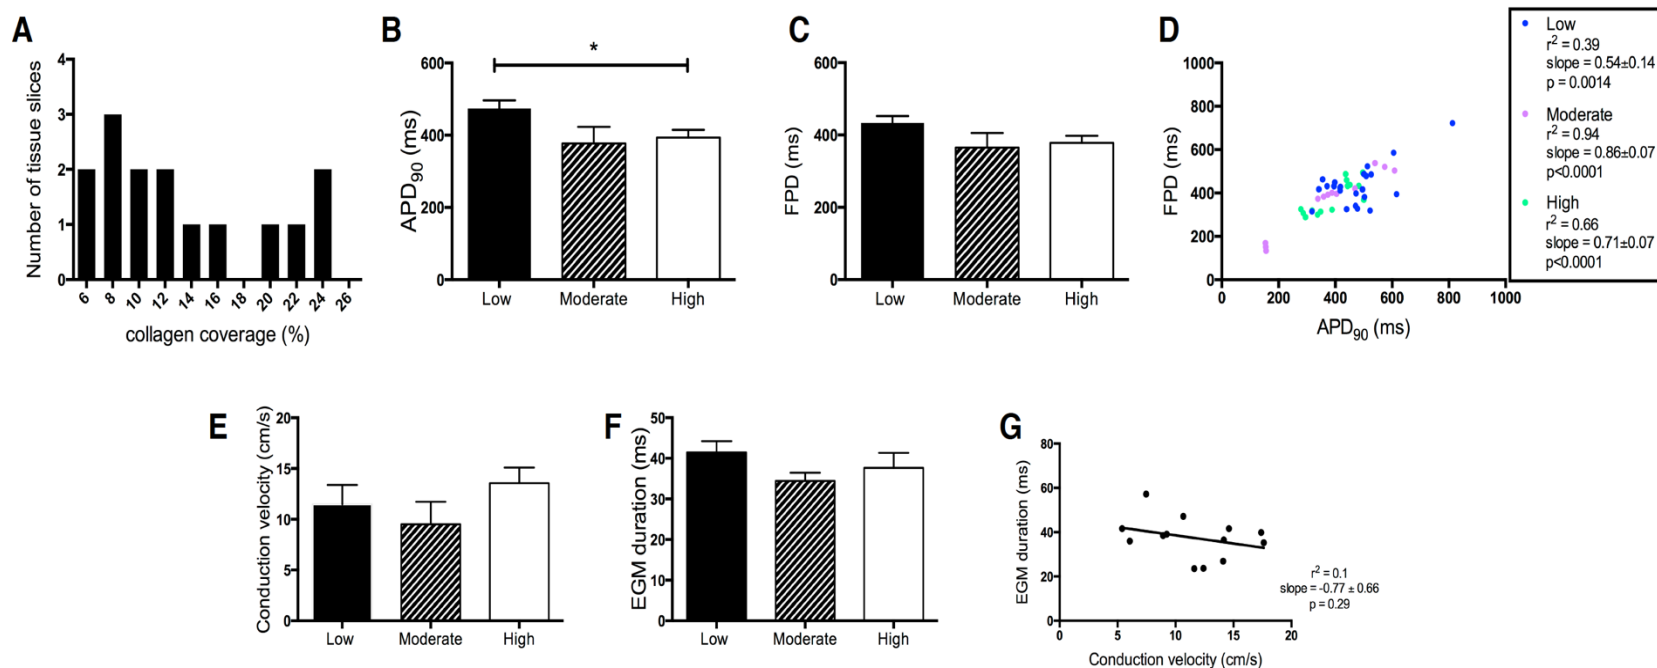 A
Number of tissue slices
4
3
2
1
0
6 8 10 12 14 16 18 20 22 24 26
collagen coverage (%)
B
*
APD90 (ms)
600
400
200
0
Low Moderate High
C
FPD (ms)
600
400
200
0
Low Moderate High
D
FPD (ms)
1000
800
600
400
200
0
0 200 400 600 800 1000
APD90 (ms)
Low
r2 = 0.39
slope = 0.54±0.14
p = 0.0014
Moderate
r2 = 0.94
slope = 0.86±0.07
p<0.0001
High
r2 = 0.66
slope = 0.71±0.07
p<0.0001
E
Conduction velocity (cm/s)
20
15
10
5
0
Low Moderate High
F
EGM duration (ms)
50
40
30
20
10
0
Low Moderate High
G
EGM duration (ms)
80
60
40
20
0
0 5 10 15 20
Conduction velocity (cm/s)
r2 = 0.1
slope = -0.77 ± 0.66
p = 0.29